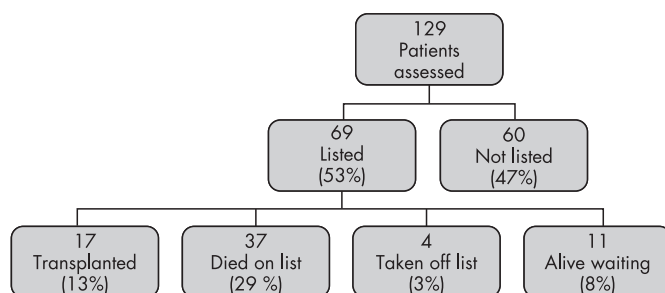 129
Patients
assessed
69
Listed
(53%)
60
Not listed
(47%)
17
Transplanted
(13%)
37
Died on list
(29 %)
4
Taken off list
(3%)
11
Alive waiting
(8%)